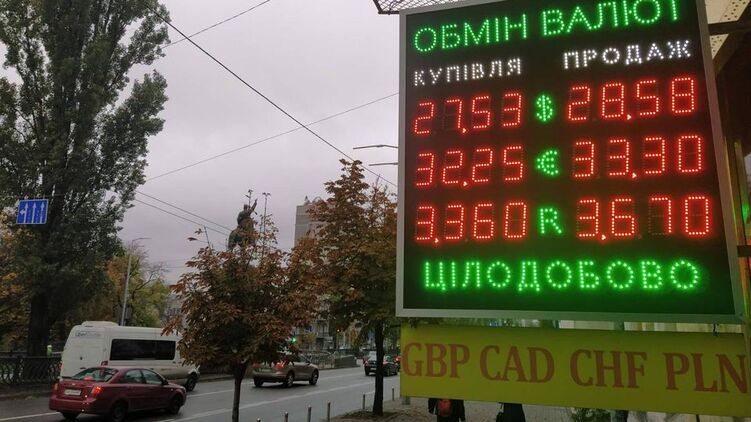 ОБМІН ВАЛЮТ
КУПІВЛЯ ПРОДАЖ
27.53 $ 28.58
32.25 € 33.30
3.360 R 3.670
ЦІЛОДОБОВО
GBP CAD CHF PLN